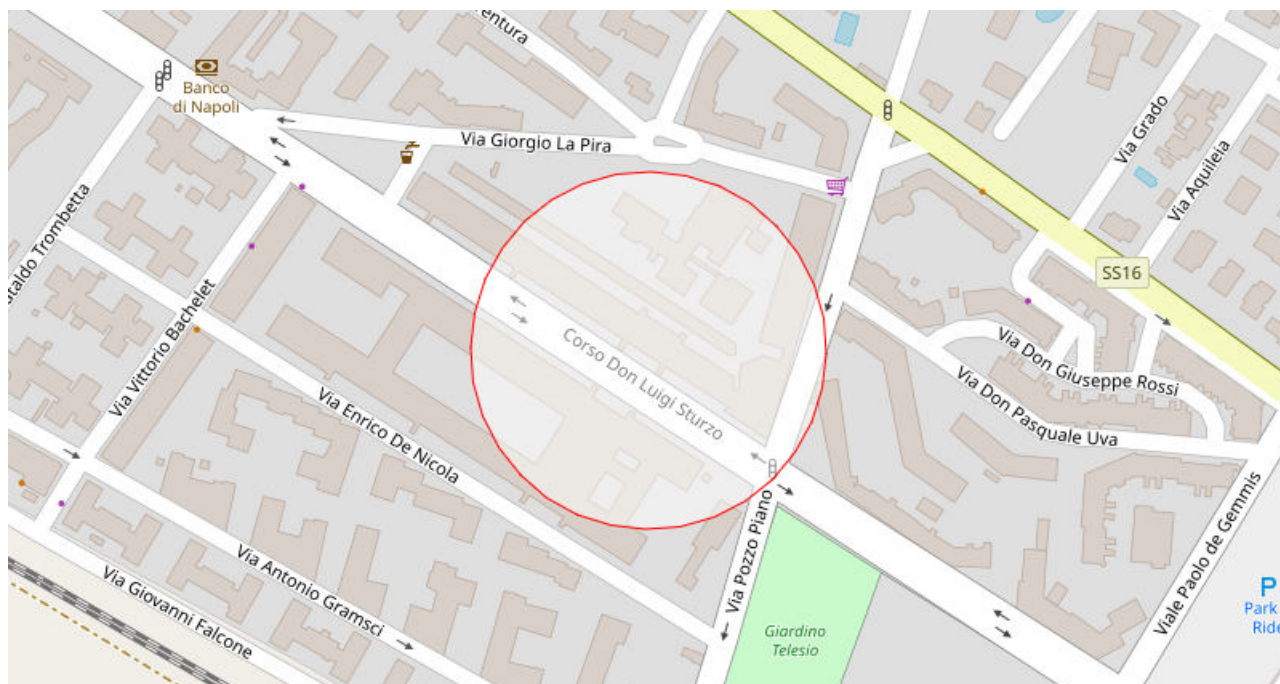 entura
Banco
di Napoli
Via Giorgio La Pira
Via Grado
Via Aquileia
ataldo Trombetta
SS16
Via Vittorio Bachelet
Corso Don Luigi Sturzo
Via Don Giuseppe Rossi
Via Enrico De Nicola
Via Don Pasquale Uva
Via Pozzo Piano
Viale Paolo de Gemmis
Via Antonio Gramsci
Via Giovanni Falcone
Giardino
Telesio
P
Park
Ride